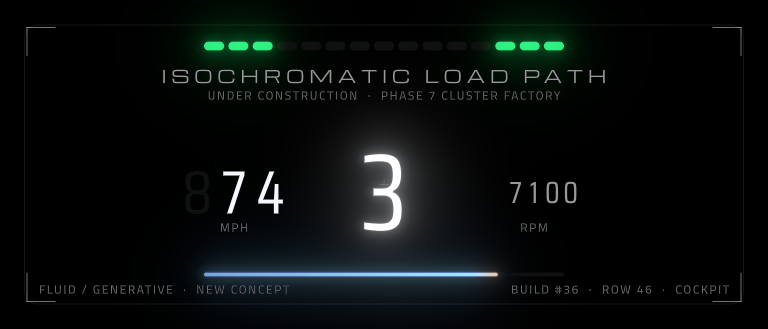 ISOCHROMATIC LOAD PATH
UNDER CONSTRUCTION · PHASE 7 CLUSTER FACTORY
74
MPH
3
7100
RPM
FLUID / GENERATIVE · NEW CONCEPT
BUILD #36 · ROW 46 · COCKPIT